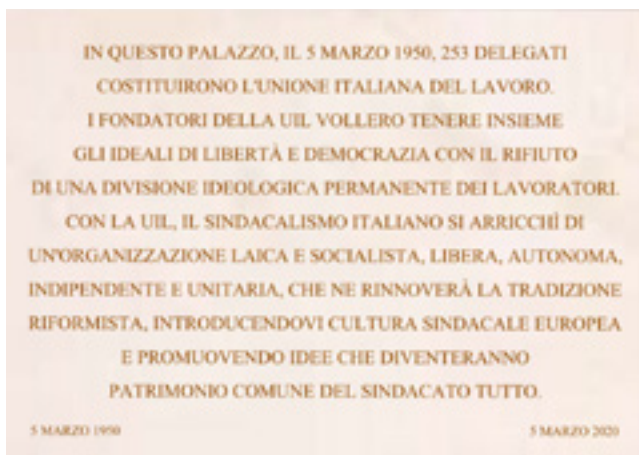 IN QUESTO PALAZZO, IL 5 MARZO 1950, 253 DELEGATI
COSTITUIRONO L'UNIONE ITALIANA DEL LAVORO.
I FONDATORI DELLA UIL VOLLERO TENERE INSIEME
GLI IDEALI DI LIBERTÀ E DEMOCRAZIA CON IL RIFIUTO
DI UNA DIVISIONE IDEOLOGICA PERMANENTE DEI LAVORATORI.
CON LA UIL, IL SINDACALISMO ITALIANO SI ARRICCHÌ DI
UN'ORGANIZZAZIONE LAICA E SOCIALISTA, LIBERA, AUTONOMA,
INDIPENDENTE E UNITARIA, CHE NE RINNOVERÀ LA TRADIZIONE
RIFORMISTA, INTRODUCENDOVI CULTURA SINDACALE EUROPEA
E PROMUOVENDO IDEE CHE DIVENTERANNO
PATRIMONIO COMUNE DEL SINDACATO TUTTO.
5 MARZO 1950 5 MARZO 2020